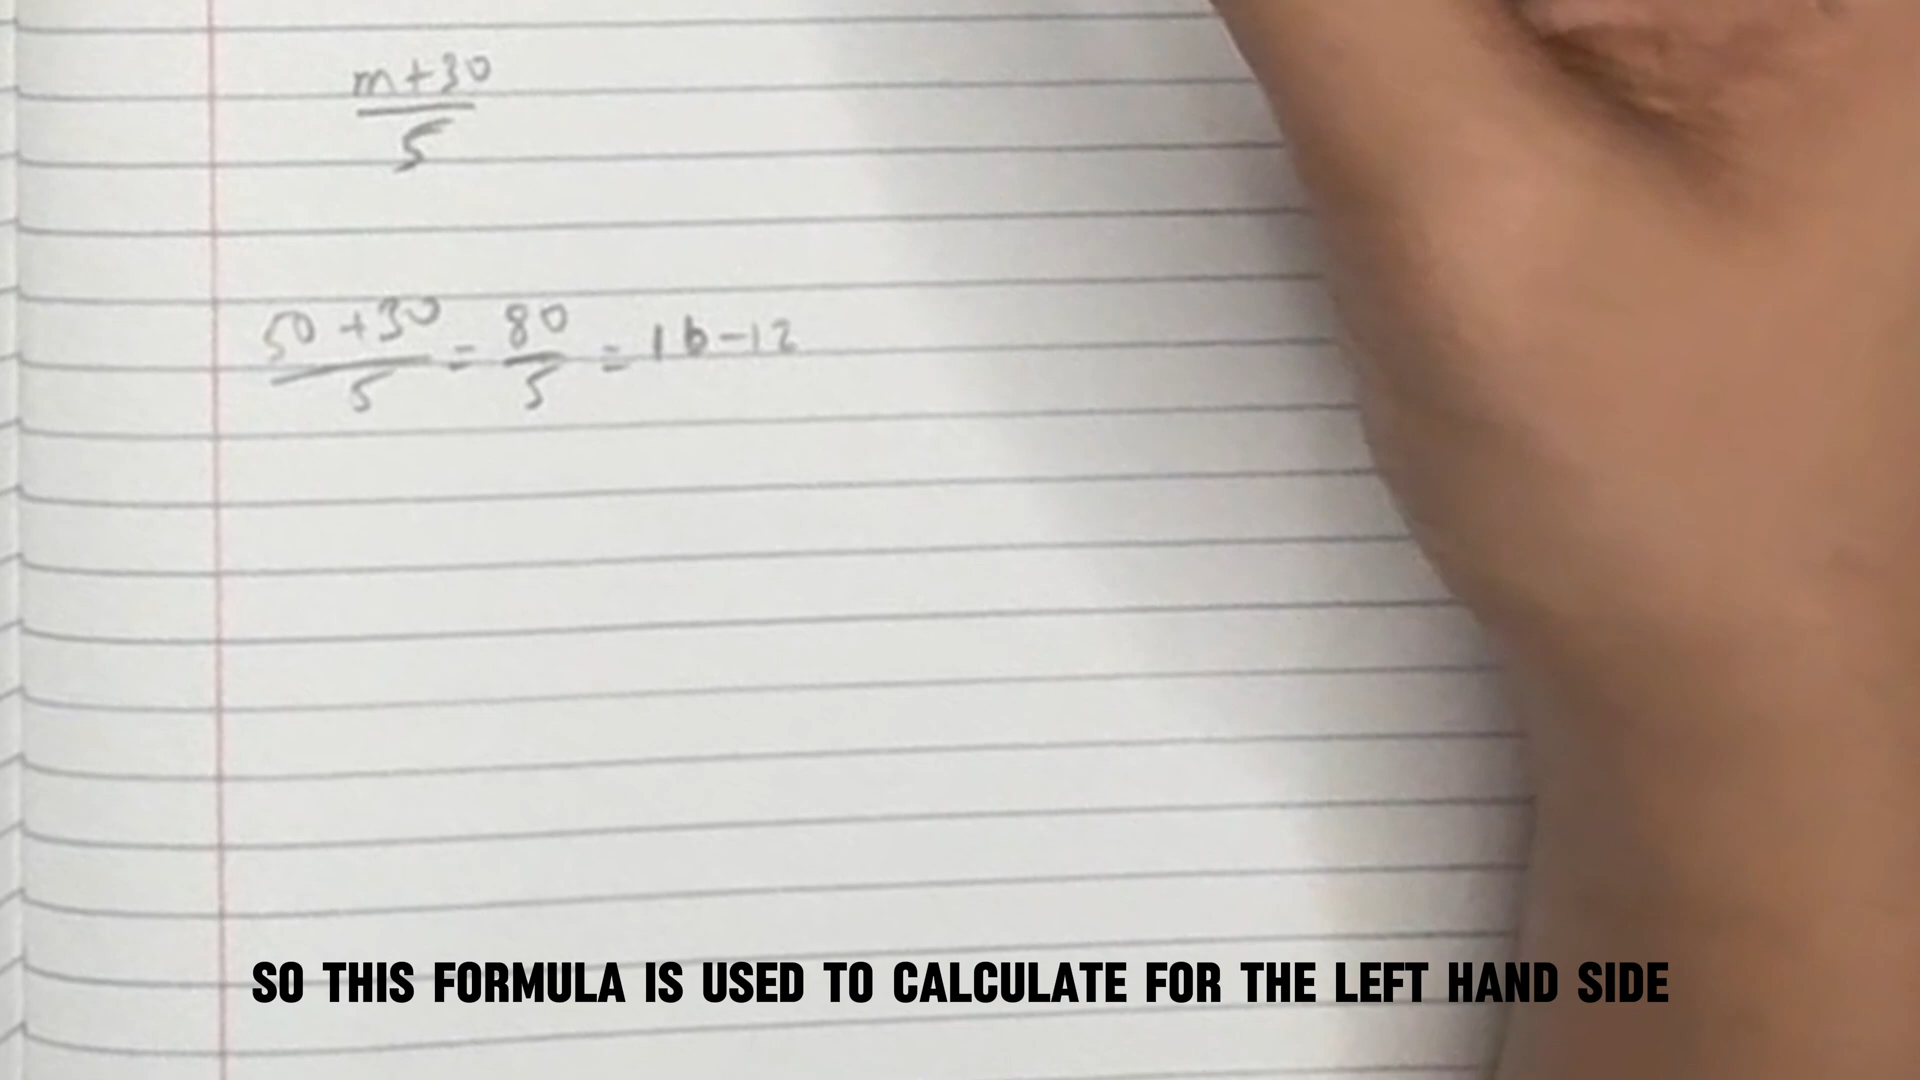 m+30
5
50+30 = 80 = 16-12
5 5
SO THIS FORMULA IS USED TO CALCULATE FOR THE LEFT HAND SIDE